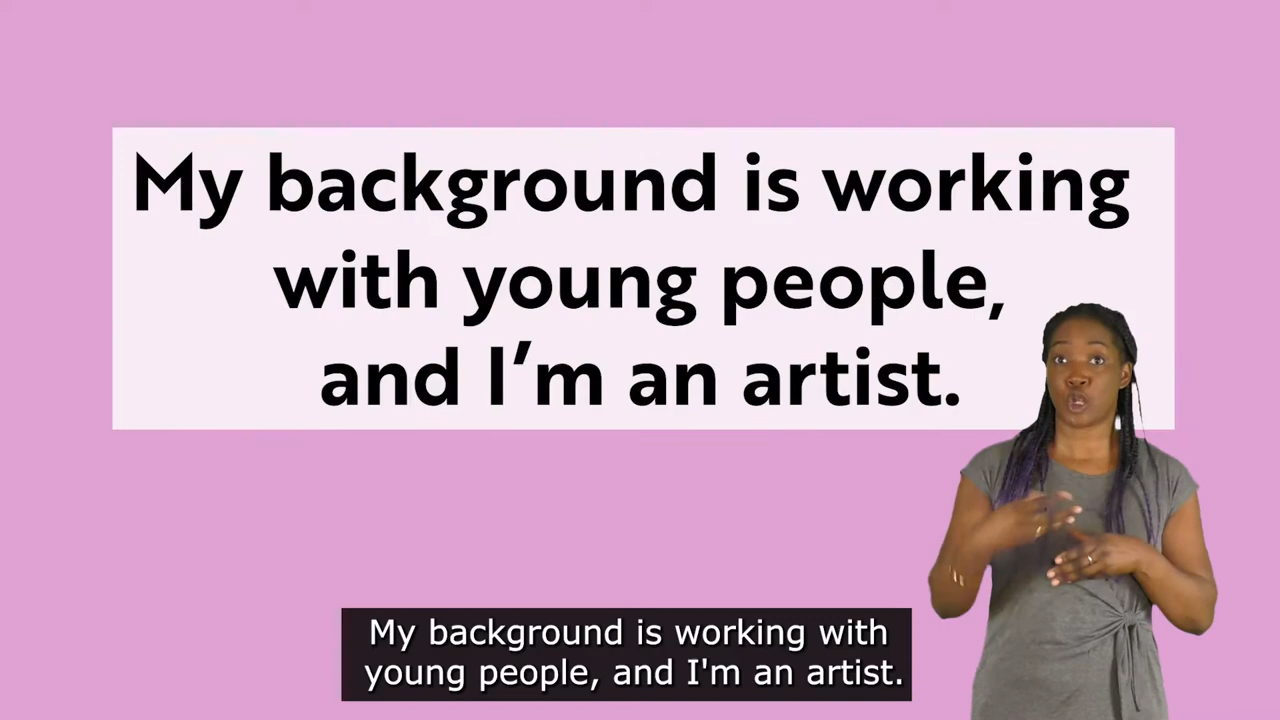 My background is working
with young people,
and I’m an artist.
My background is working with
young people, and I'm an artist.